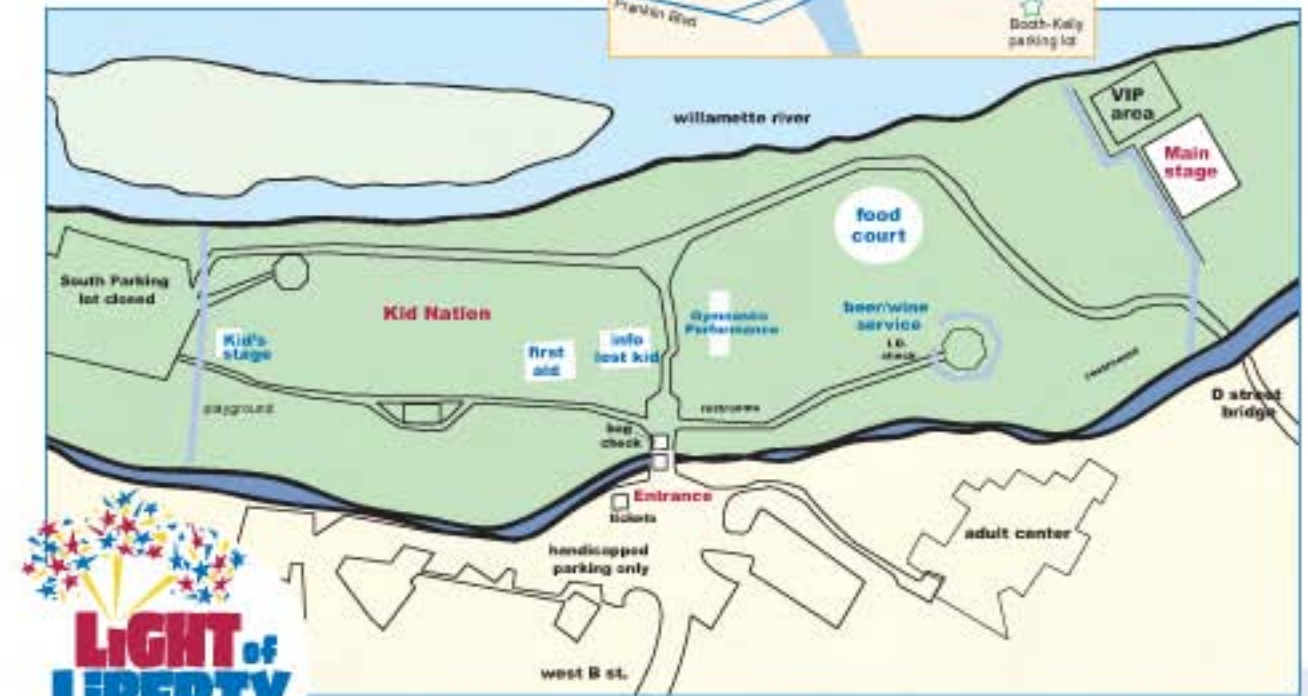 Franklin Blvd
Booth-Kelly
parking lot
willamette river
VIP
area
Main
stage
food
court
South Parking
lot closed
Kid Nation
Kid's
stage
first
aid
info
lost kid
Gymnastic
Performance
beer/wine
service
I.D.
check
playground
restrooms
restrooms
bag
check
D street
bridge
Entrance
tickets
handicapped
parking only
adult center
west B st.
LiGHT of
LiBERTY